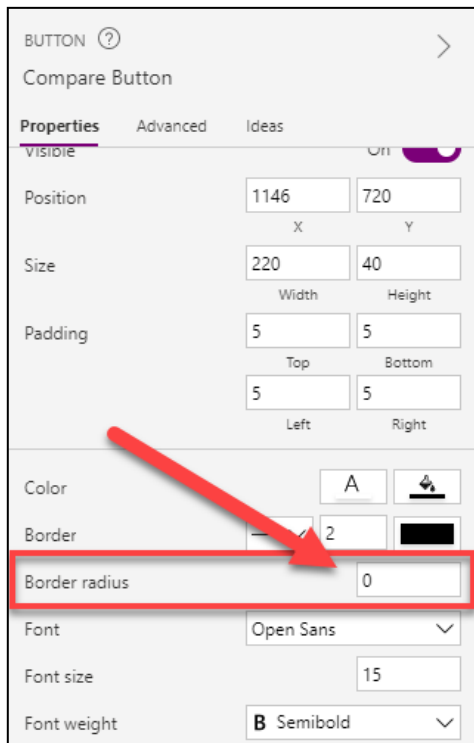 BUTTON ?
Compare Button
Properties Advanced Ideas
Visible On
Position 1146 720
X Y
Size 220 40
Width Height
Padding 5 5
Top Bottom
5 5
Left Right
Color A
Border 2
Border radius 0
Font Open Sans
Font size 15
Font weight B Semibold